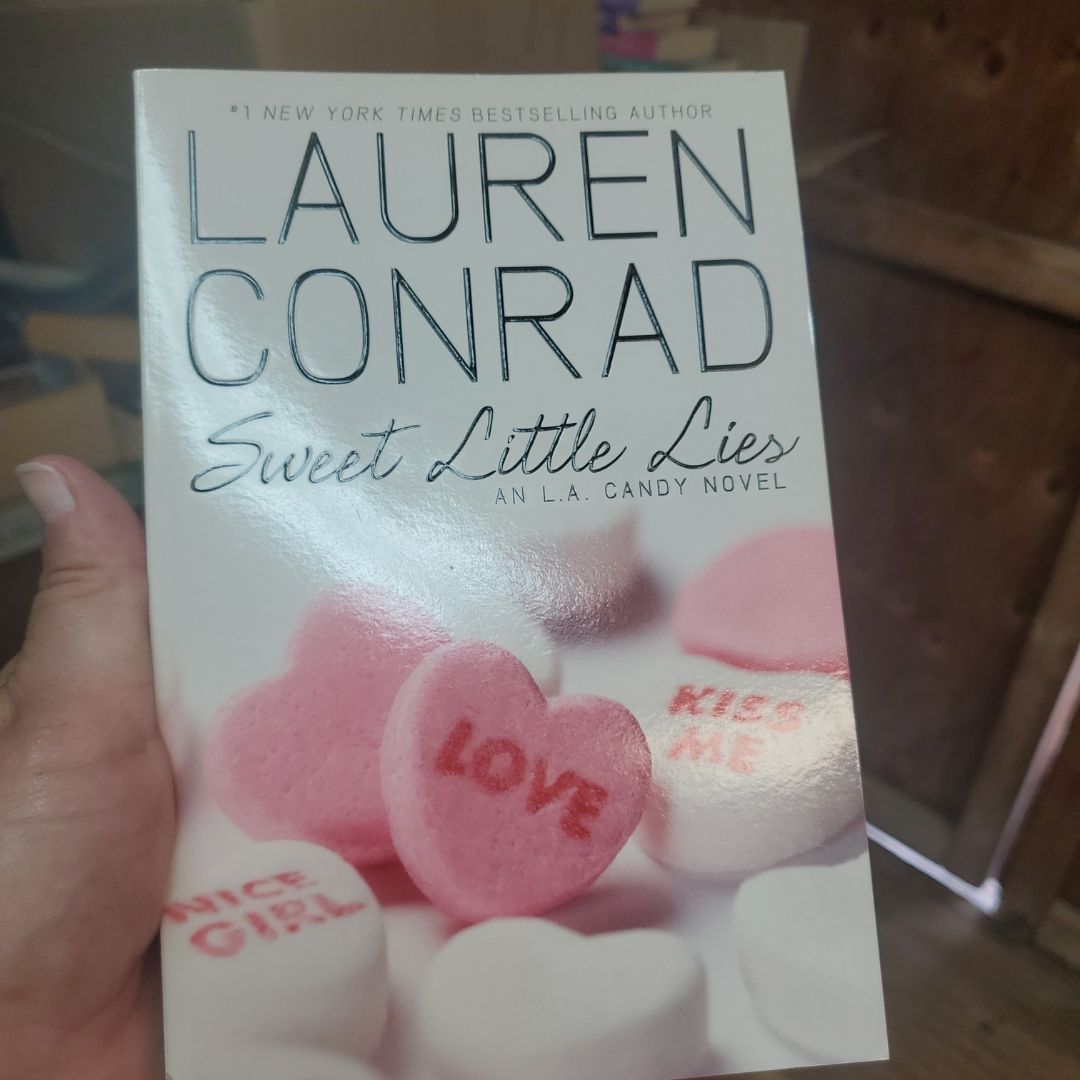 #1 NEW YORK TIMES BESTSELLING AUTHOR
LAUREN
CONRAD
Sweet Little Lies
AN L.A. CANDY NOVEL
KISS
ME
LOVE
NICE
GIRL